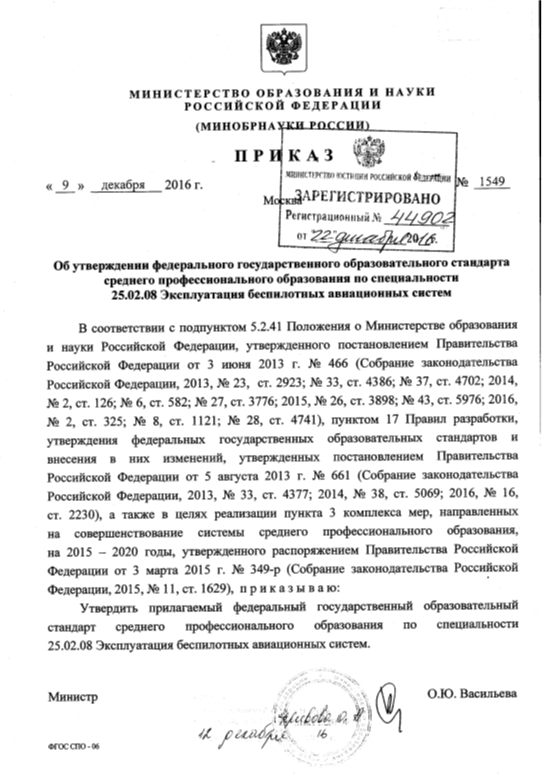 МИНИСТЕРСТВО ОБРАЗОВАНИЯ И НАУКИ
РОССИЙСКОЙ ФЕДЕРАЦИИ
(МИНОБРНАУКИ РОССИИ)
ПРИКАЗ
« 9 » декабря 2016 г.
Москва
№ 1549
МИНИСТЕРСТВО ЮСТИЦИИ РОССИЙСКОЙ ФЕДЕРАЦИИ
ЗАРЕГИСТРИРОВАНО
Регистрационный № 44902
от 22 декабря 2016.
Об утверждении федерального государственного образовательного стандарта
среднего профессионального образования по специальности
25.02.08 Эксплуатация беспилотных авиационных систем
В соответствии с подпунктом 5.2.41 Положения о Министерстве образования
и науки Российской Федерации, утвержденного постановлением Правительства
Российской Федерации от 3 июня 2013 г. № 466 (Собрание законодательства
Российской Федерации, 2013, № 23, ст. 2923; № 33, ст. 4386; № 37, ст. 4702; 2014,
№ 2, ст. 126; № 6, ст. 582; № 27, ст. 3776; 2015, № 26, ст. 3898; № 43, ст. 5976; 2016,
№ 2, ст. 325; № 8, ст. 1121; № 28, ст. 4741), пунктом 17 Правил разработки,
утверждения федеральных государственных образовательных стандартов и
внесения в них изменений, утвержденных постановлением Правительства
Российской Федерации от 5 августа 2013 г. № 661 (Собрание законодательства
Российской Федерации, 2013, № 33, ст. 4377; 2014, № 38, ст. 5069; 2016, № 16,
ст. 2230), а также в целях реализации пункта 3 комплекса мер, направленных
на совершенствование системы среднего профессионального образования,
на 2015 – 2020 годы, утвержденного распоряжением Правительства Российской
Федерации от 3 марта 2015 г. № 349-р (Собрание законодательства Российской
Федерации, 2015, № 11, ст. 1629), приказываю:
Утвердить прилагаемый федеральный государственный образовательный
стандарт среднего профессионального образования по специальности
25.02.08 Эксплуатация беспилотных авиационных систем.
Министр
О.Ю. Васильева
12 декабря 16.
ФГОС СПО - 06